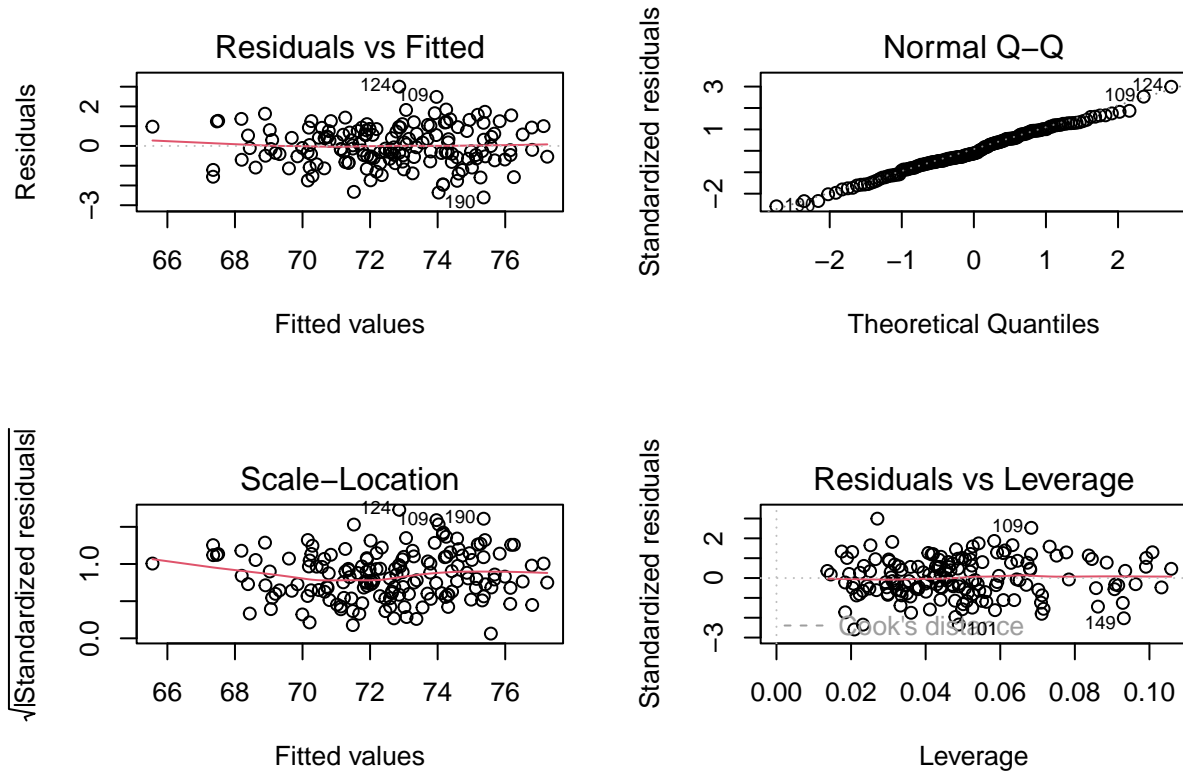 Residuals vs Fitted
Residuals
2
0
−3
124
109
190
66 68 70 72 74 76
Fitted values
Normal Q−Q
Standardized residuals
3
1
−2
124
109
190
−2 −1 0 1 2
Theoretical Quantiles
Scale−Location
√|Standardized residuals|
1.0
0.0
124
109
190
66 68 70 72 74 76
Fitted values
Residuals vs Leverage
Standardized residuals
2
0
−3
109
149
101
Cook's distance
0.00 0.02 0.04 0.06 0.08 0.10
Leverage